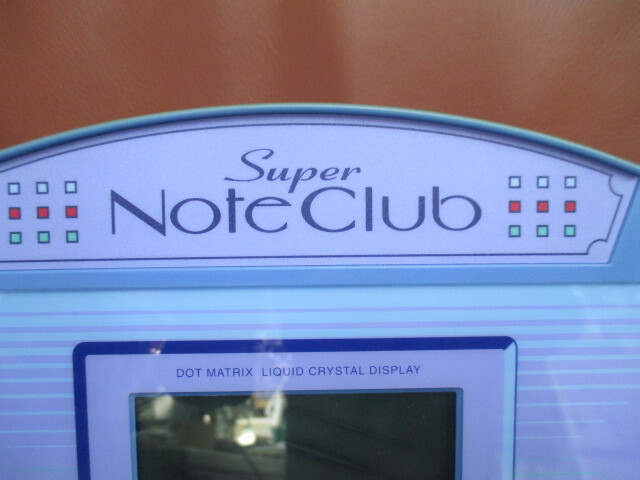 Super
NoteClub
DOT MATRIX LIQUID CRYSTAL DISPLAY